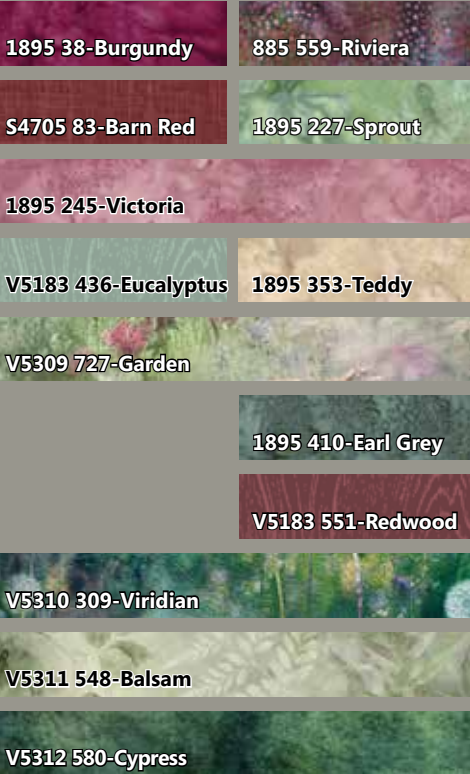 1895 38-Burgundy
885 559-Riviera
S4705 83-Barn Red
1895 227-Sprout
1895 245-Victoria
V5183 436-Eucalyptus
1895 353-Teddy
V5309 727-Garden
1895 410-Earl Grey
V5183 551-Redwood
V5310 309-Viridian
V5311 548-Balsam
V5312 580-Cypress